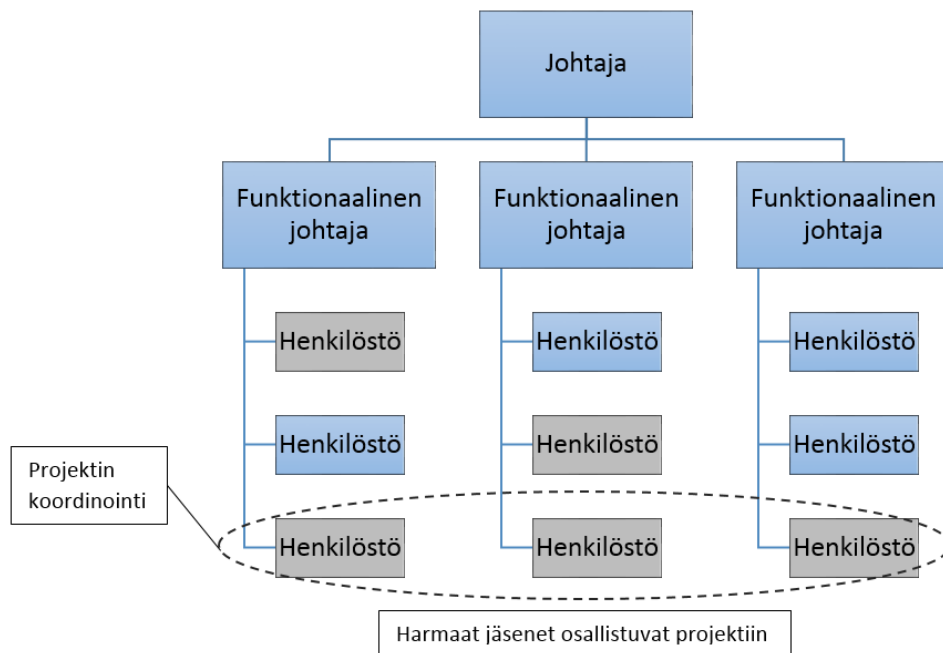 Johtaja
Funktionaalinen
johtaja
Funktionaalinen
johtaja
Funktionaalinen
johtaja
Henkilöstö
Henkilöstö
Henkilöstö
Henkilöstö
Henkilöstö
Henkilöstö
Projektin
koordinointi
Henkilöstö
Henkilöstö
Henkilöstö
Harmaat jäsenet osallistuvat projektiin